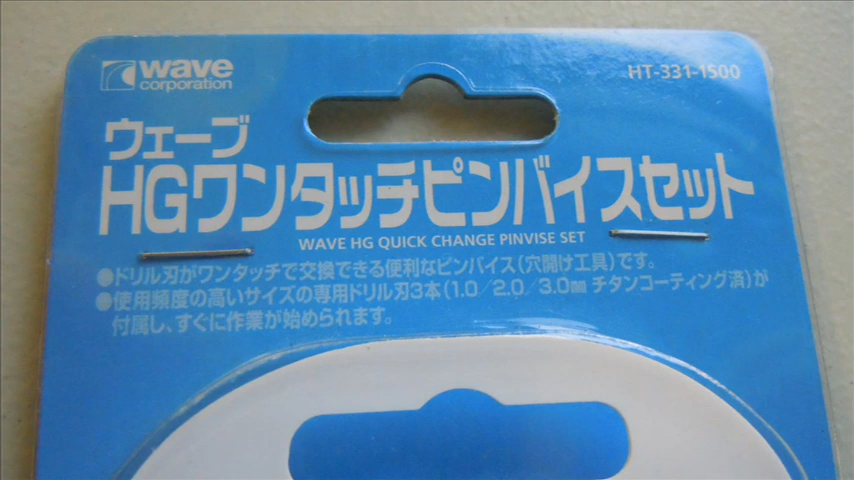 wave
corporation
HT-331-1500
ウェーブ
HGワンタッチピンバイスセット
WAVE HG QUICK CHANGE PINVISE SET
●ドリル刃がワンタッチで交換できる便利なピンバイス(穴開け工具)です。
●使用頻度の高いサイズの専用ドリル刃3本(1.0/2.0/3.0mm チタンコーティング済)が
付属し、すぐに作業が始められます。